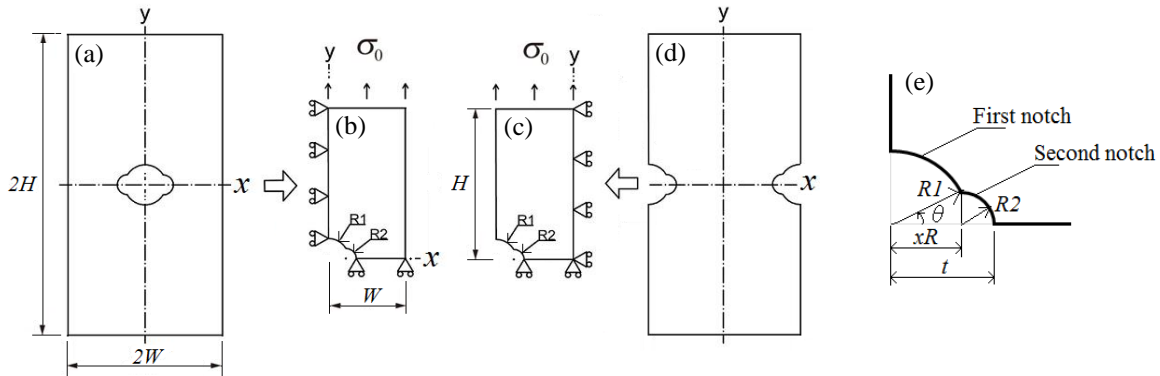 y
(a)
x
2H
2W
σ0
y
(b)
R1
R2
x
W
σ0
y
(c)
H
R1
R2
y
(d)
x
(e)
First notch
Second notch
R1
R2
θ
xR
t